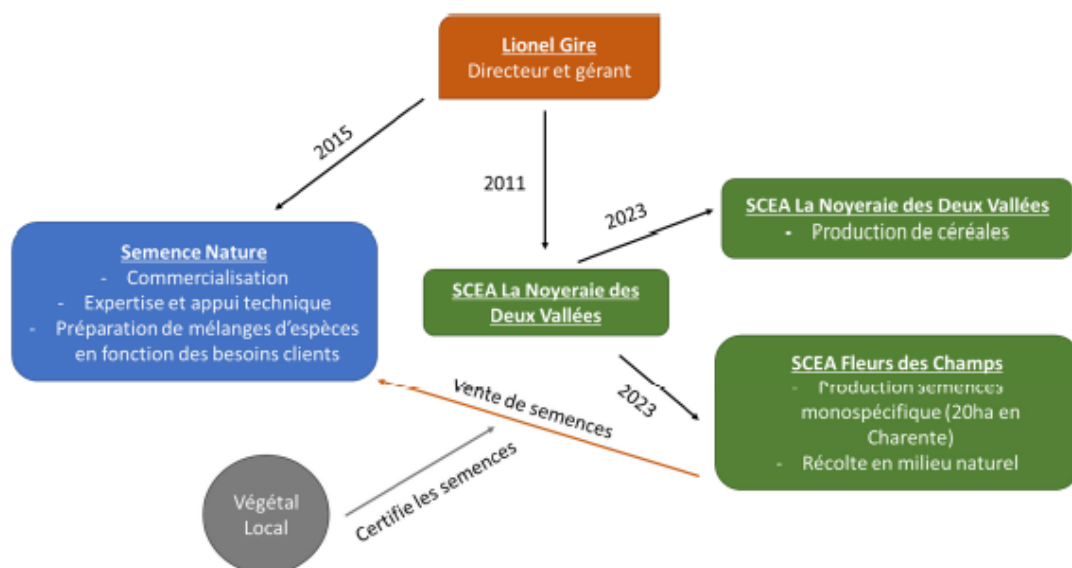 Lionel Gire
Directeur et gérant
2015
2011
2023
SCEA La Noyeraie des Deux Vallées
- Production de céréales
Semence Nature
- Commercialisation
- Expertise et appui technique
- Préparation de mélanges d'espèces
en fonction des besoins clients
SCEA La Noyeraie des
Deux Vallées
2023
SCEA Fleurs des Champs
- Production semences
monospécifique (20ha en
Charente)
- Récolte en milieu naturel
Vente de semences
Certifie les semences
Végétal
Local